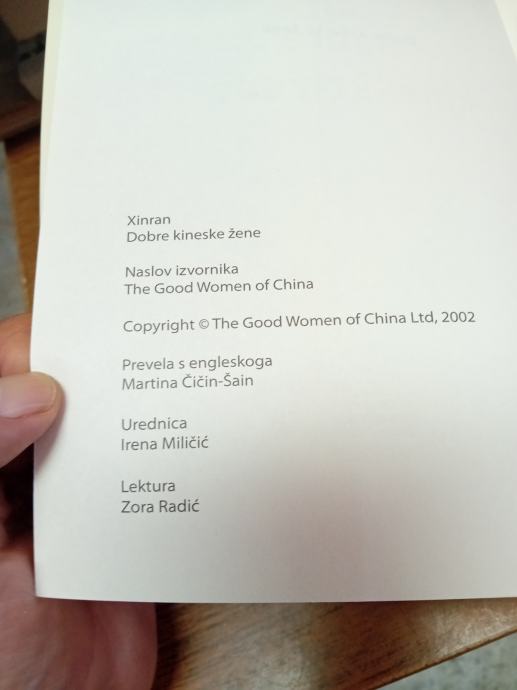 Xinran
Dobre kineske žene
Naslov izvornika
The Good Women of China
Copyright © The Good Women of China Ltd, 2002
Prevela s engleskoga
Martina Čičin-Šain
Urednica
Irena Miličić
Lektura
Zora Radić